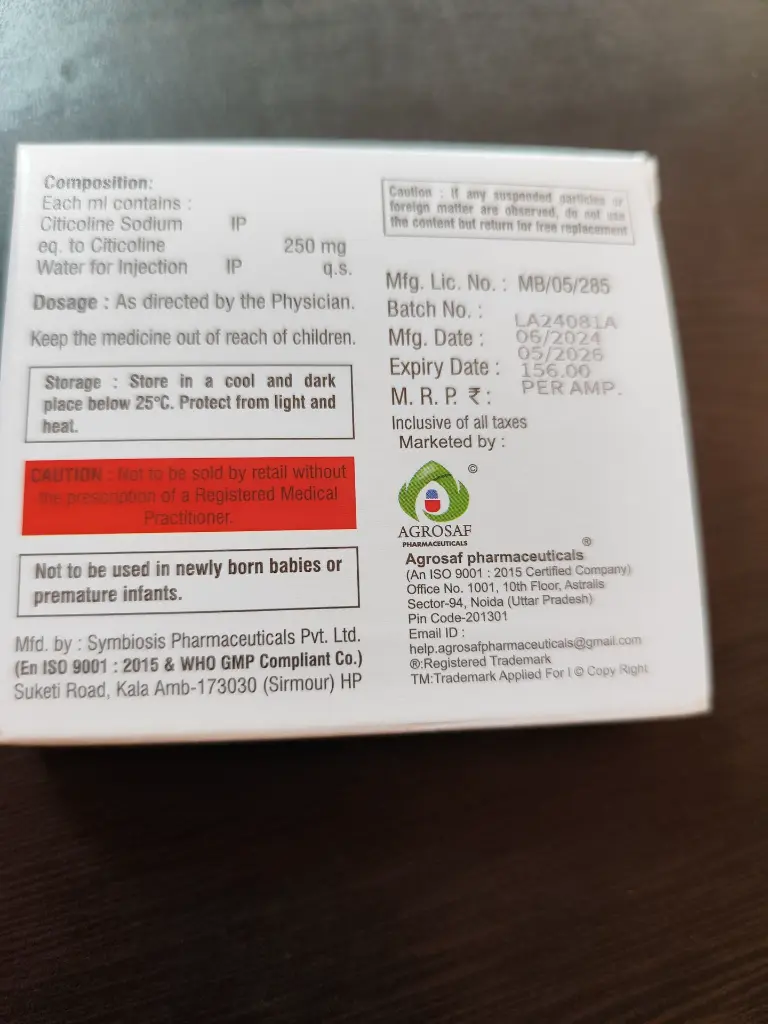 Composition:
Each ml contains :
Citicoline Sodium IP
eq. to Citicoline 250 mg
Water for Injection IP q.s.
Dosage : As directed by the Physician.
Keep the medicine out of reach of children.
Storage : Store in a cool and dark
place below 25°C. Protect from light and
heat.
CAUTION : Not to be sold by retail without
the prescription of a Registered Medical
Practitioner.
Not to be used in newly born babies or
premature infants.
Mfd. by : Symbiosis Pharmaceuticals Pvt. Ltd.
(En ISO 9001 : 2015 & WHO GMP Compliant Co.)
Suketi Road, Kala Amb-173030 (Sirmour) HP
Caution : If any suspended particles or
foreign matter are observed, do not use
the content but return for free replacement
Mfg. Lic. No. : MB/05/285
Batch No. : LA24081A
Mfg. Date : 06/2024
Expiry Date : 05/2026
M. R. P. ₹ : 156.00
PER AMP.
Inclusive of all taxes
Marketed by :
©
AGROSAF
PHARMACEUTICALS
Agrosaf pharmaceuticals ®
(An ISO 9001 : 2015 Certified Company)
Office No. 1001, 10th Floor, Astralis
Sector-94, Noida (Uttar Pradesh)
Pin Code-201301
Email ID :
help.agrosafpharmaceuticals@gmail.com
®:Registered Trademark
TM:Trademark Applied For I © Copy Right